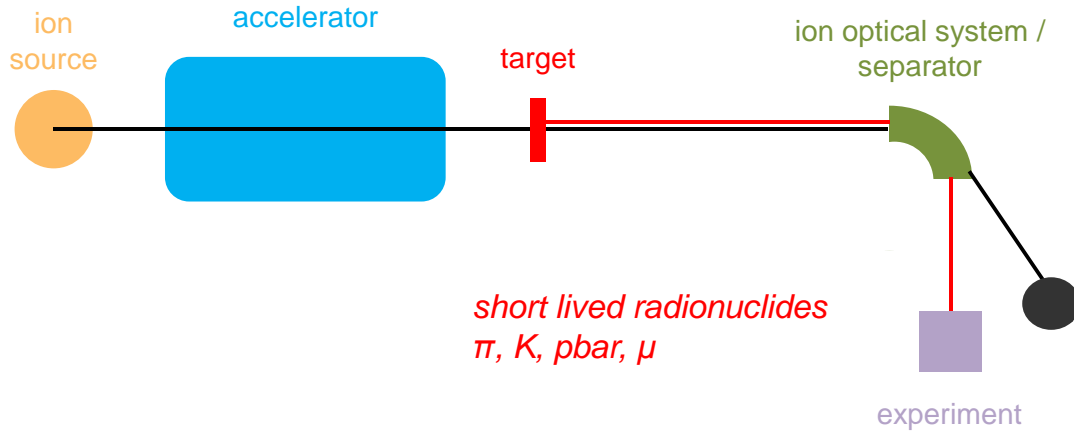 ion
source
accelerator
target
ion optical system /
separator
short lived radionuclides
π, K, pbar, μ
experiment